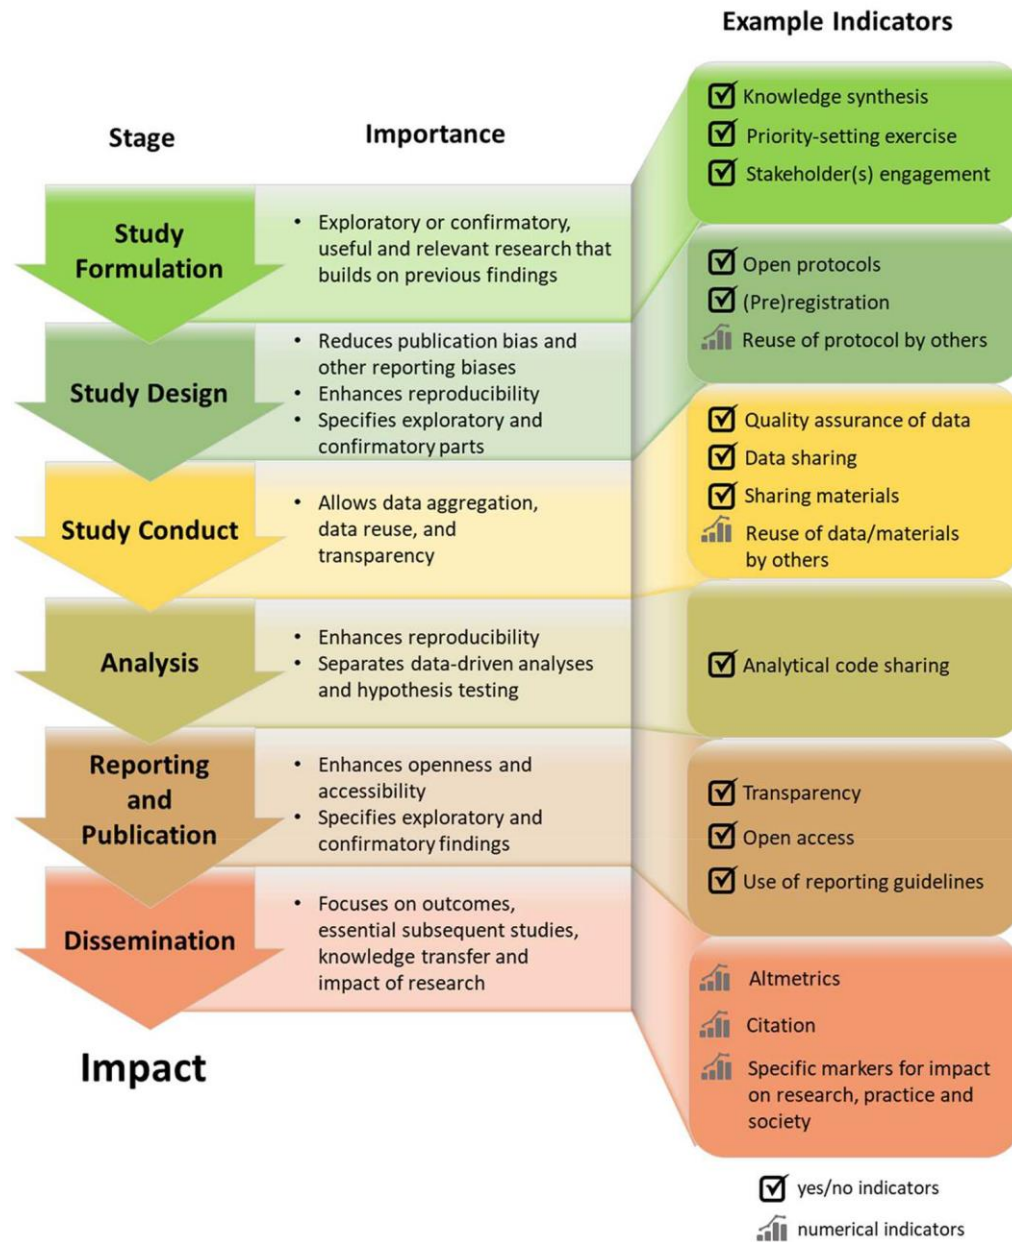 Example Indicators
Stage
Importance
Knowledge synthesis
Priority-setting exercise
Stakeholder(s) engagement
Study
Formulation
• Exploratory or confirmatory,
useful and relevant research that
builds on previous findings
Open protocols
(Pre)registration
Reuse of protocol by others
Study Design
• Reduces publication bias and
other reporting biases
• Enhances reproducibility
• Specifies exploratory and
confirmatory parts
Quality assurance of data
Data sharing
Sharing materials
Reuse of data/materials
by others
Study Conduct
• Allows data aggregation,
data reuse, and
transparency
Analysis
• Enhances reproducibility
• Separates data-driven analyses
and hypothesis testing
Analytical code sharing
Reporting
and
Publication
• Enhances openness and
accessibility
• Specifies exploratory and
confirmatory findings
Transparency
Open access
Use of reporting guidelines
Dissemination
• Focuses on outcomes,
essential subsequent studies,
knowledge transfer and
impact of research
Altmetrics
Citation
Specific markers for impact
on research, practice and
society
Impact
yes/no indicators
numerical indicators